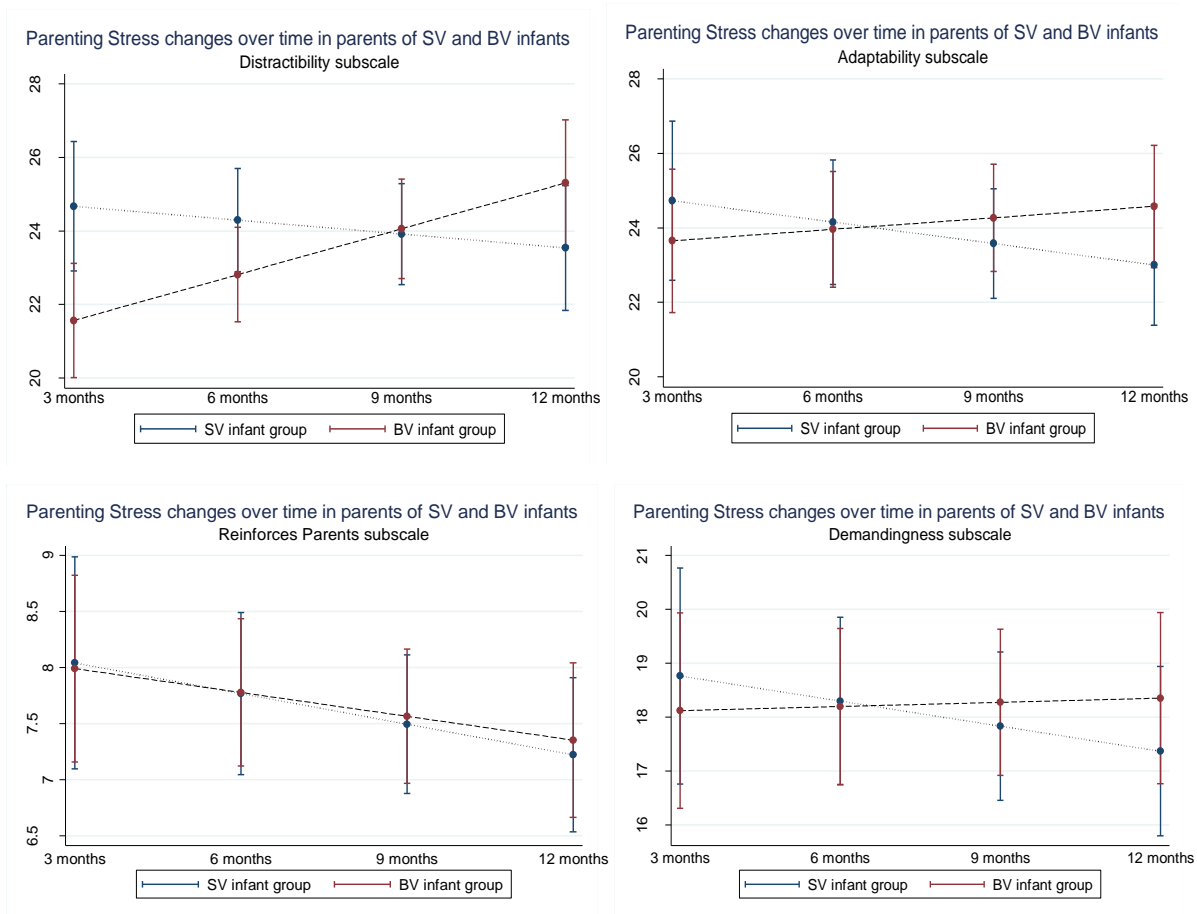 Parenting Stress changes over time in parents of SV and BV infants
Distractibility subscale
28
26
24
22
20
3 months 6 months 9 months 12 months
SV infant group BV infant group
Parenting Stress changes over time in parents of SV and BV infants
Adaptability subscale
28
26
24
22
20
3 months 6 months 9 months 12 months
SV infant group BV infant group
Parenting Stress changes over time in parents of SV and BV infants
Reinforces Parents subscale
9
8.5
8
7.5
7
6.5
3 months 6 months 9 months 12 months
SV infant group BV infant group
Parenting Stress changes over time in parents of SV and BV infants
Demandingness subscale
21
20
19
18
17
16
3 months 6 months 9 months 12 months
SV infant group BV infant group